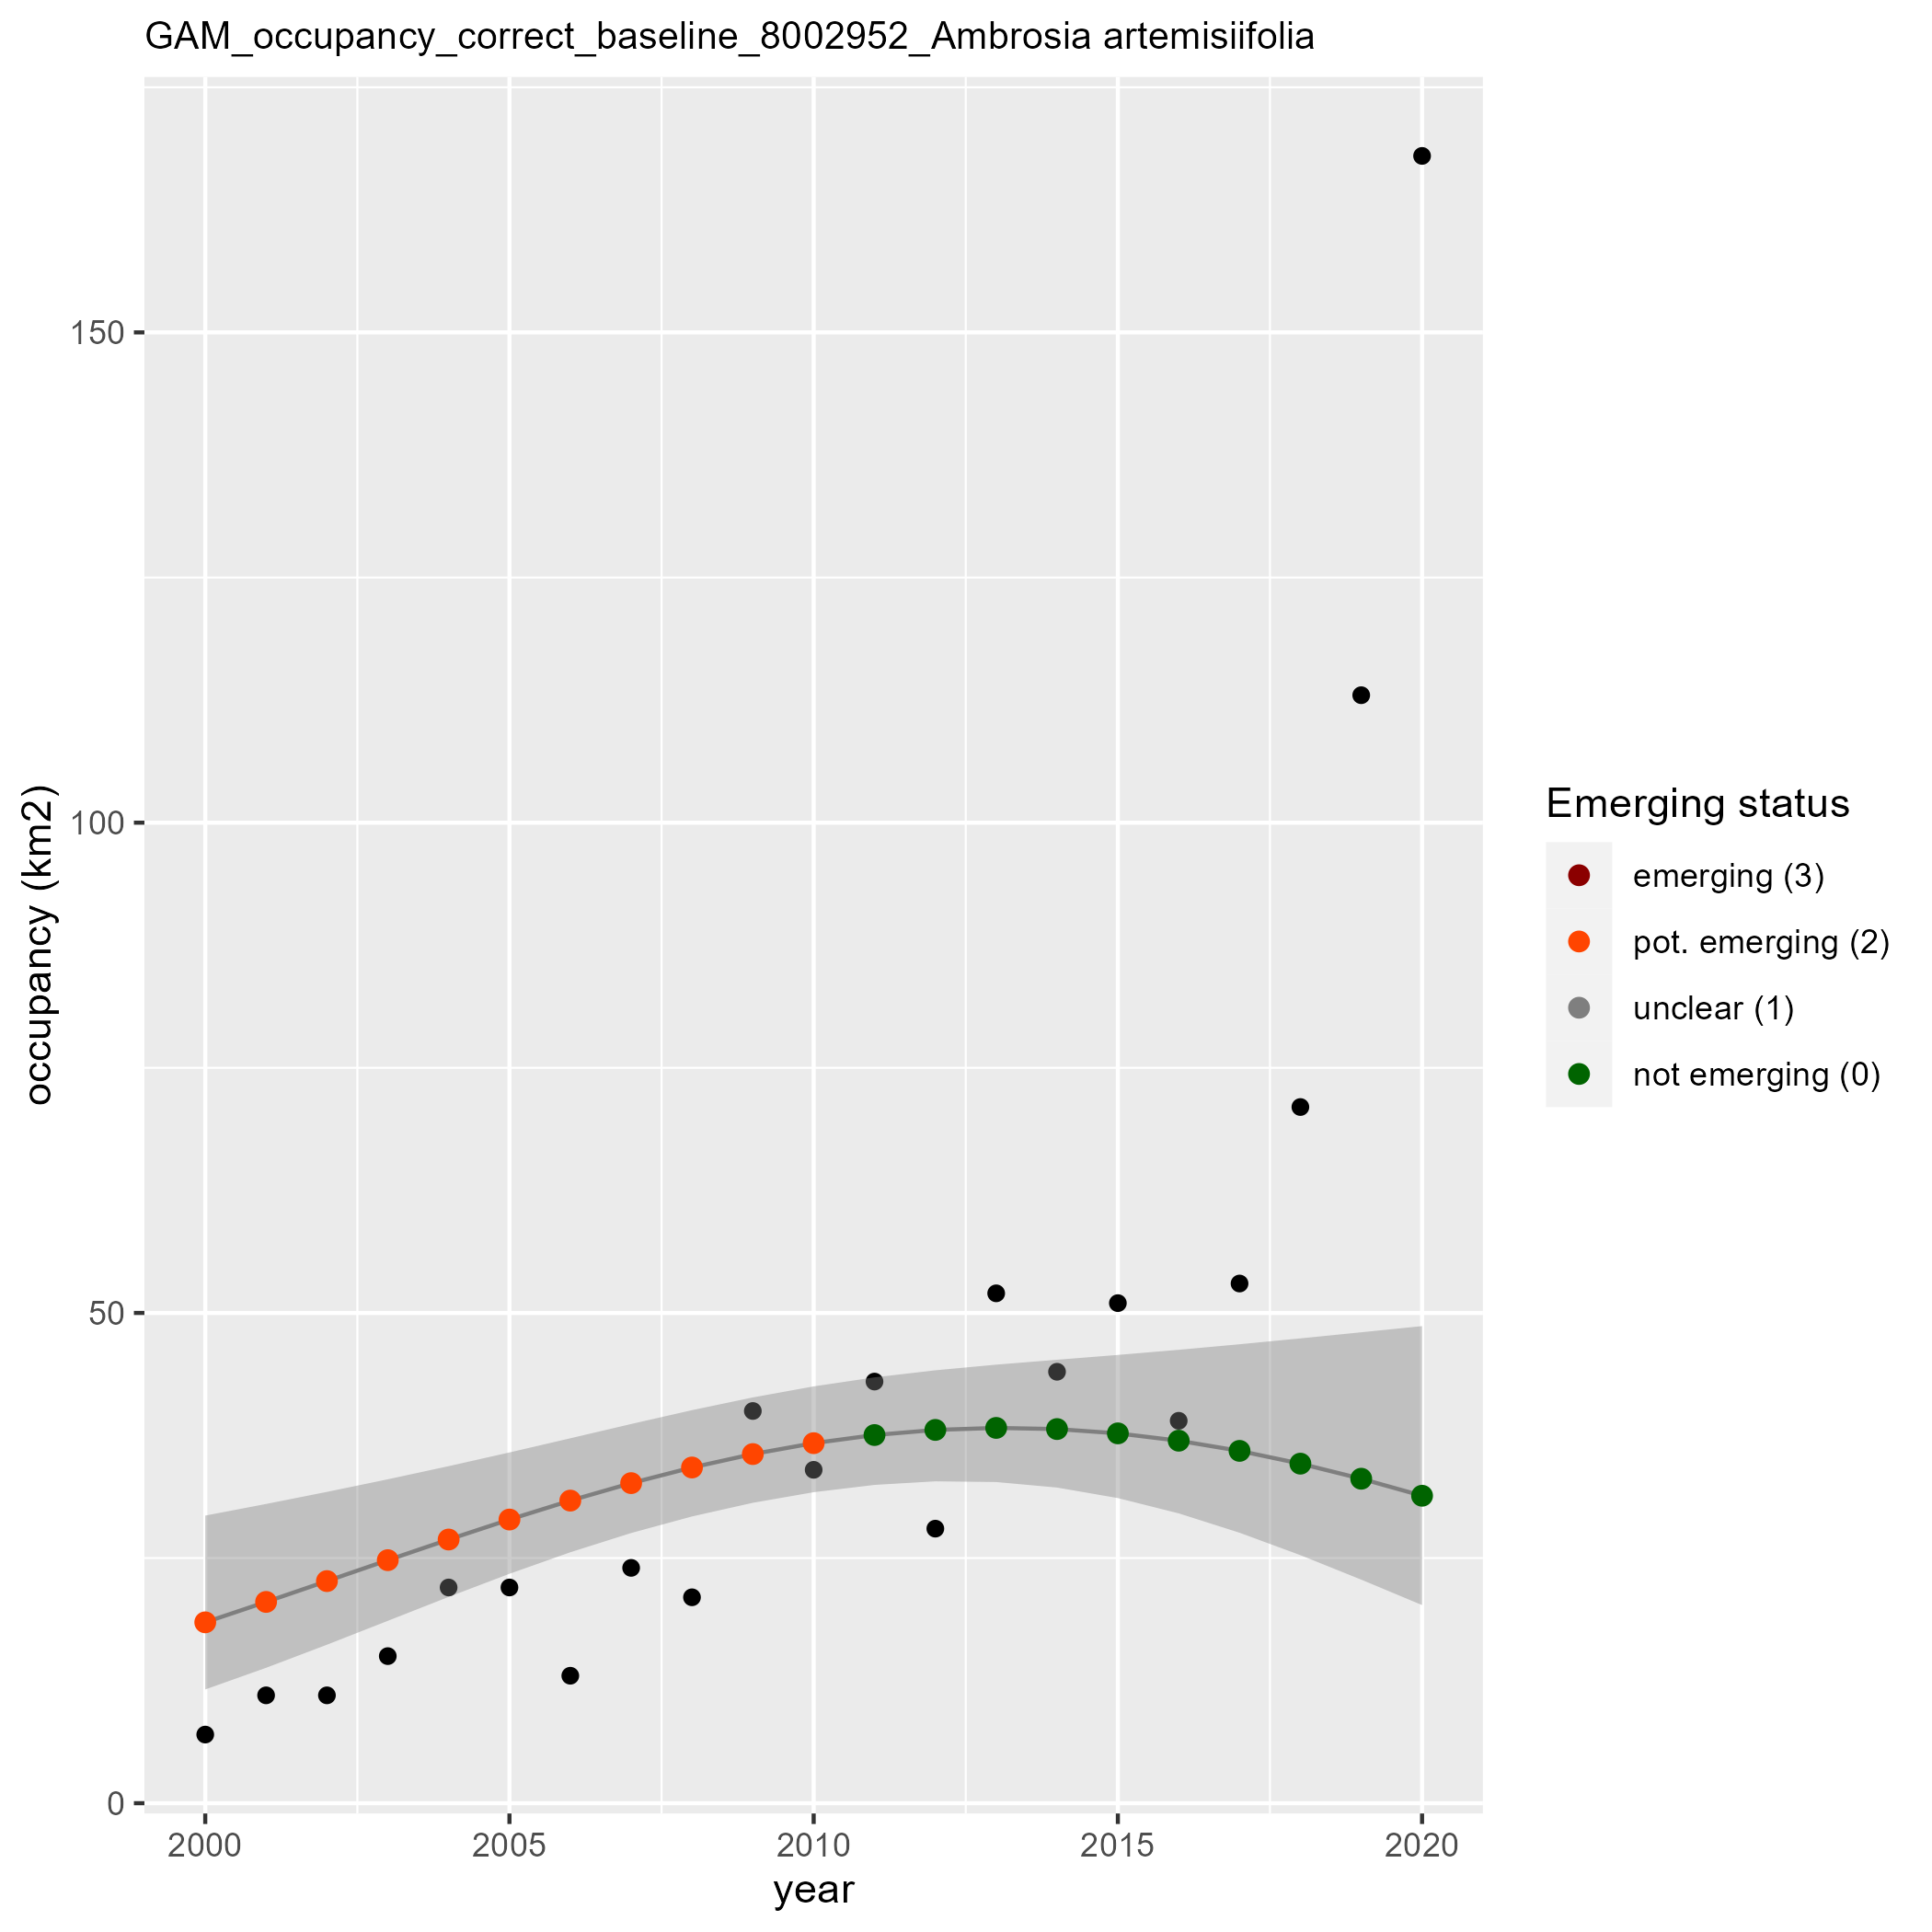 GAM_occupancy_correct_baseline_8002952_Ambrosia artemisiifolia
150
100
50
0
occupancy (km2)
2000 2005 2010 2015 2020
year
Emerging status
emerging (3)
pot. emerging (2)
unclear (1)
not emerging (0)